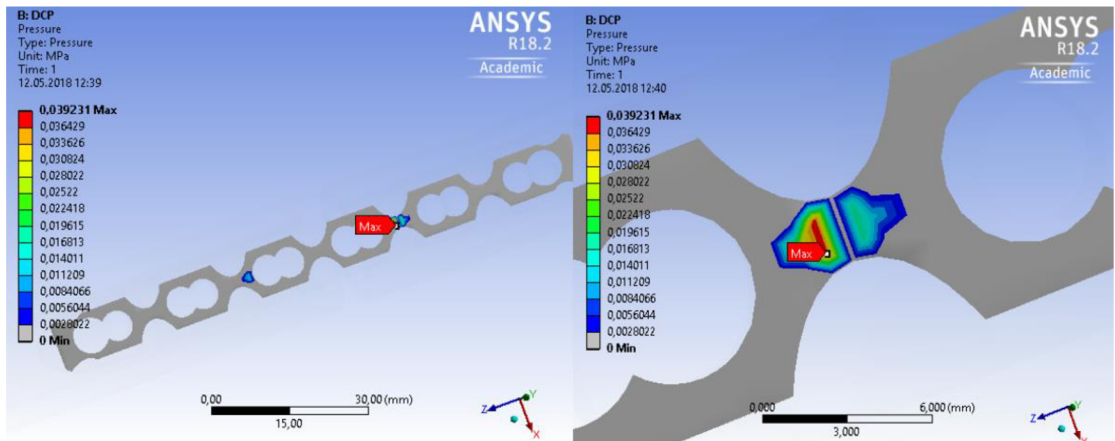 B: DCP
Pressure
Type: Pressure
Unit: MPa
Time: 1
12.05.2018 12:39
0,039231 Max
0,036429
0,033626
0,030824
0,028022
0,02522
0,022418
0,019615
0,016813
0,014011
0,011209
0,0084066
0,0056044
0,0028022
0 Min
ANSYS
R18.2
Academic
Max
0,00
30,00 (mm)
15,00
Z
Y
X
B: DCP
Pressure
Type: Pressure
Unit: MPa
Time: 1
12.05.2018 12:40
0,039231 Max
0,036429
0,033626
0,030824
0,028022
0,02522
0,022418
0,019615
0,016813
0,014011
0,011209
0,0084066
0,0056044
0,0028022
0 Min
ANSYS
R18.2
Academic
Max
0,000
6,000 (mm)
3,000
Z
Y
X